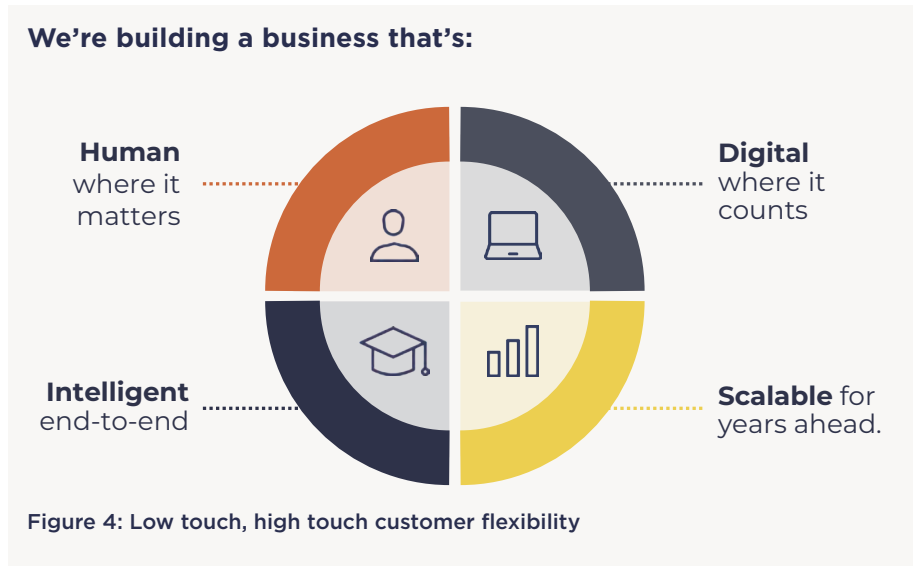 We’re building a business that’s:
Human
where it
matters
Digital
where it
counts
Intelligent
end-to-end
Scalable for
years ahead.
Figure 4: Low touch, high touch customer flexibility